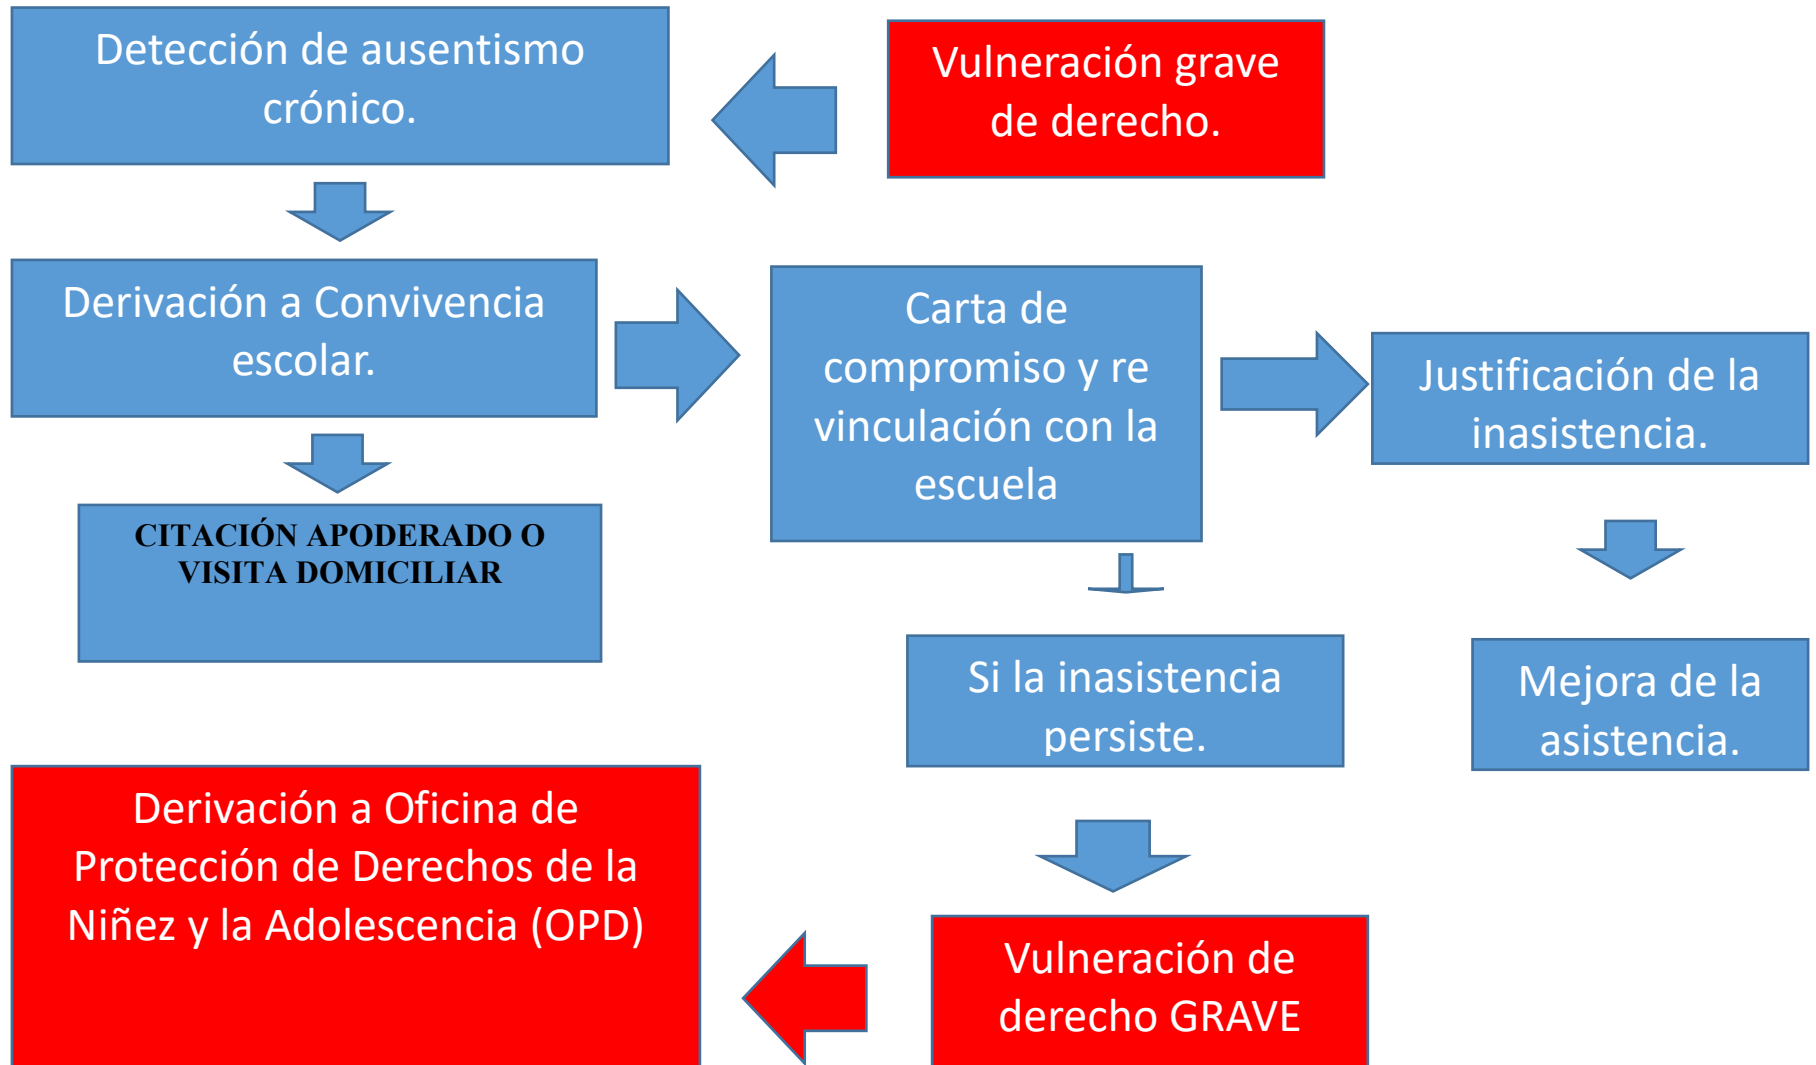 Detección de ausentismo
crónico.
Vulneración grave
de derecho.
Derivación a Convivencia
escolar.
Carta de
compromiso y re
vinculación con la
escuela
Justificación de la
inasistencia.
CITACIÓN APODERADO O
VISITA DOMICILIAR
Si la inasistencia
persiste.
Mejora de la
asistencia.
Derivación a Oficina de
Protección de Derechos de la
Niñez y la Adolescencia (OPD)
Vulneración de
derecho GRAVE